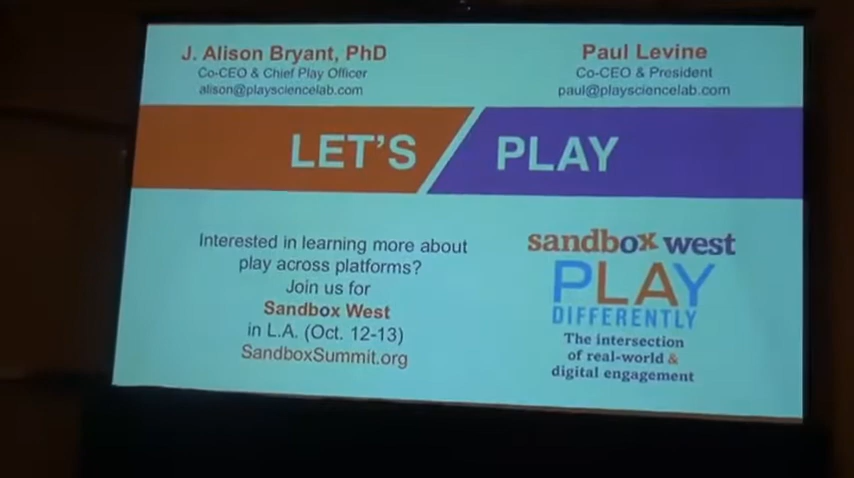 J. Alison Bryant, PhD
Co-CEO & Chief Play Officer
alison@playsciencelab.com
Paul Levine
Co-CEO & President
paul@playsciencelab.com
LET'S PLAY
Interested in learning more about
play across platforms?
Join us for
Sandbox West
in L.A. (Oct. 12-13)
SandboxSummit.org
sandbox west
PLAY
DIFFERENTLY
The intersection
of real-world &
digital engagement